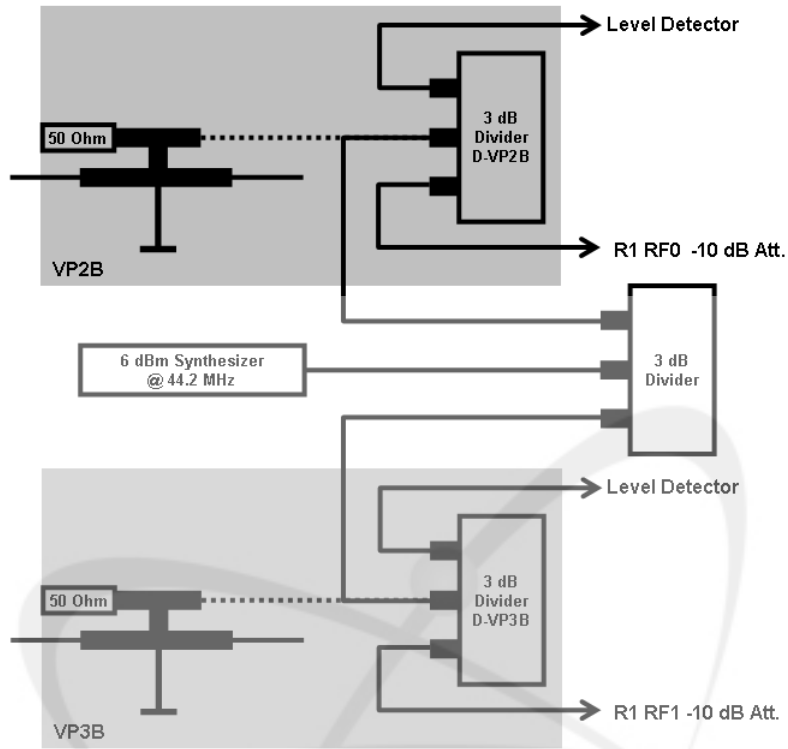 Level Detector
3 dB
Divider
D-VP2B
50 Ohm
R1 RF0 -10 dB Att.
VP2B
6 dBm Synthesizer
@ 44.2 MHz
3 dB
Divider
Level Detector
3 dB
Divider
D-VP3B
50 Ohm
R1 RF1 -10 dB Att.
VP3B